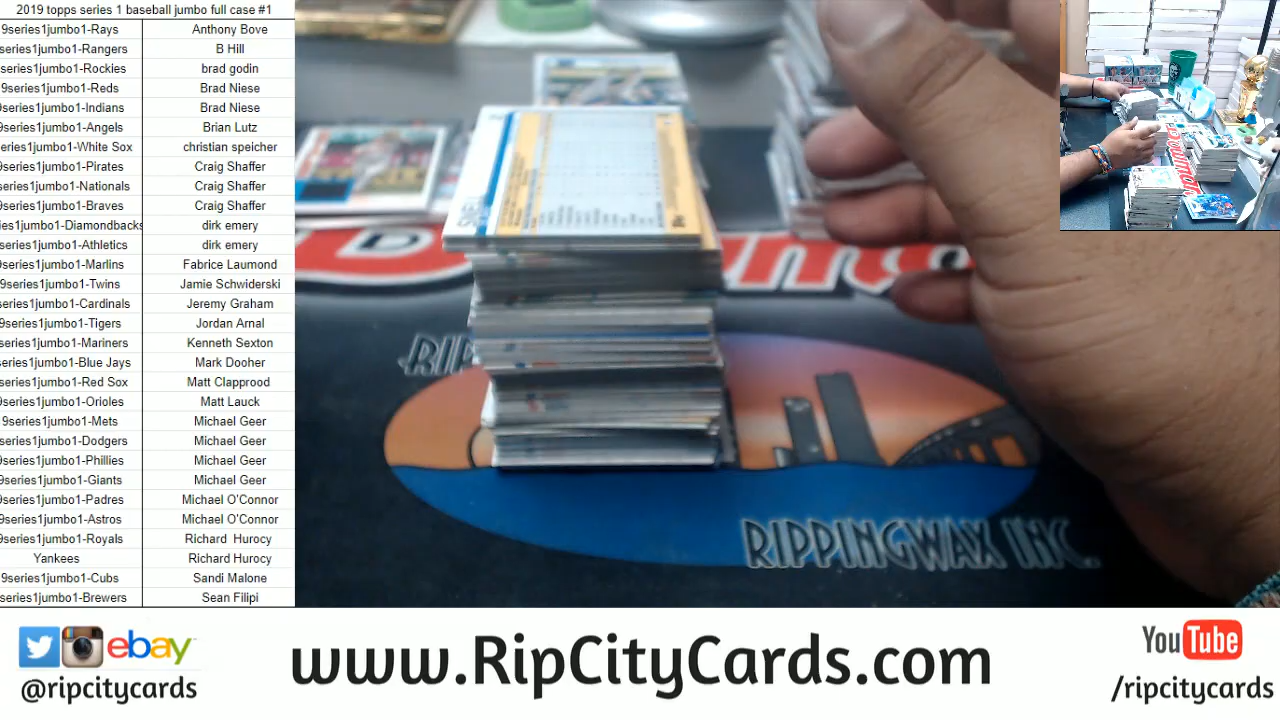 2019 topps series 1 baseball jumbo full case #1
9series1jumbo1-Rays Anthony Bove
series1jumbo1-Rangers B Hill
series1jumbo1-Rockies brad godin
9series1jumbo1-Reds Brad Niese
9series1jumbo1-Indians Brad Niese
9series1jumbo1-Angels Brian Lutz
series1jumbo1-White Sox christian speicher
9series1jumbo1-Pirates Craig Shaffer
series1jumbo1-Nationals Craig Shaffer
9series1jumbo1-Braves Craig Shaffer
ies1jumbo1-Diamondbacks dirk emery
series1jumbo1-Athletics dirk emery
9series1jumbo1-Marlins Fabrice Laumond
9series1jumbo1-Twins Jamie Schwiderski
series1jumbo1-Cardinals Jeremy Graham
9series1jumbo1-Tigers Jordan Arnal
series1jumbo1-Mariners Kenneth Sexton
series1jumbo1-Blue Jays Mark Dooher
series1jumbo1-Red Sox Matt Clapprood
series1jumbo1-Orioles Matt Lauck
9series1jumbo1-Mets Michael Geer
series1jumbo1-Dodgers Michael Geer
9series1jumbo1-Phillies Michael Geer
9series1jumbo1-Giants Michael Geer
series1jumbo1-Padres Michael O'Connor
9series1jumbo1-Astros Michael O'Connor
9series1jumbo1-Royals Richard Hurocy
Yankees Richard Hurocy
9series1jumbo1-Cubs Sandi Malone
series1jumbo1-Brewers Sean Filipi
RIP
RIPPINGWAX INC.
ebay
@ripcitycards
www.RipCityCards.com
YouTube
/ripcitycards